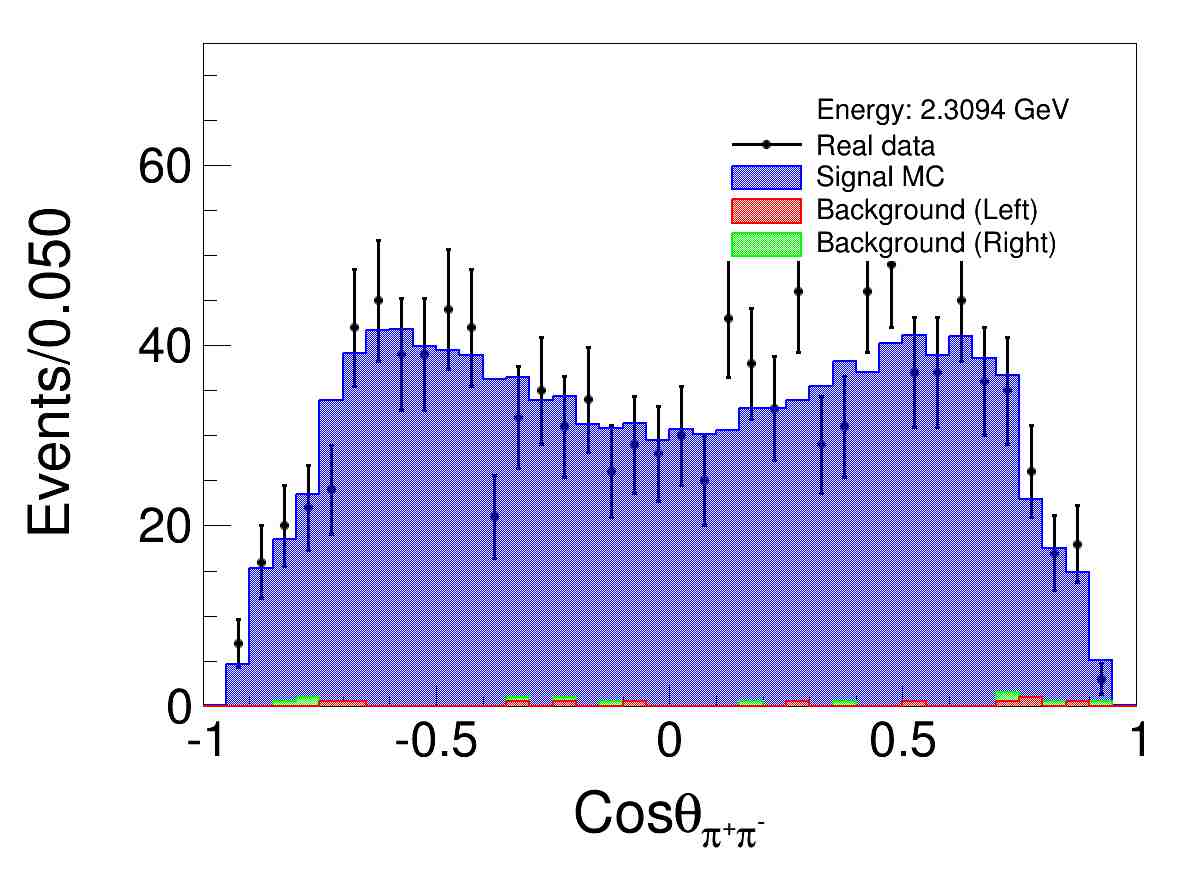 Energy: 2.3094 GeV
Real data
Signal MC
Background (Left)
Background (Right)
Events/0.050
60
40
20
0
-1 -0.5 0 0.5 1
Cosθπ+π-